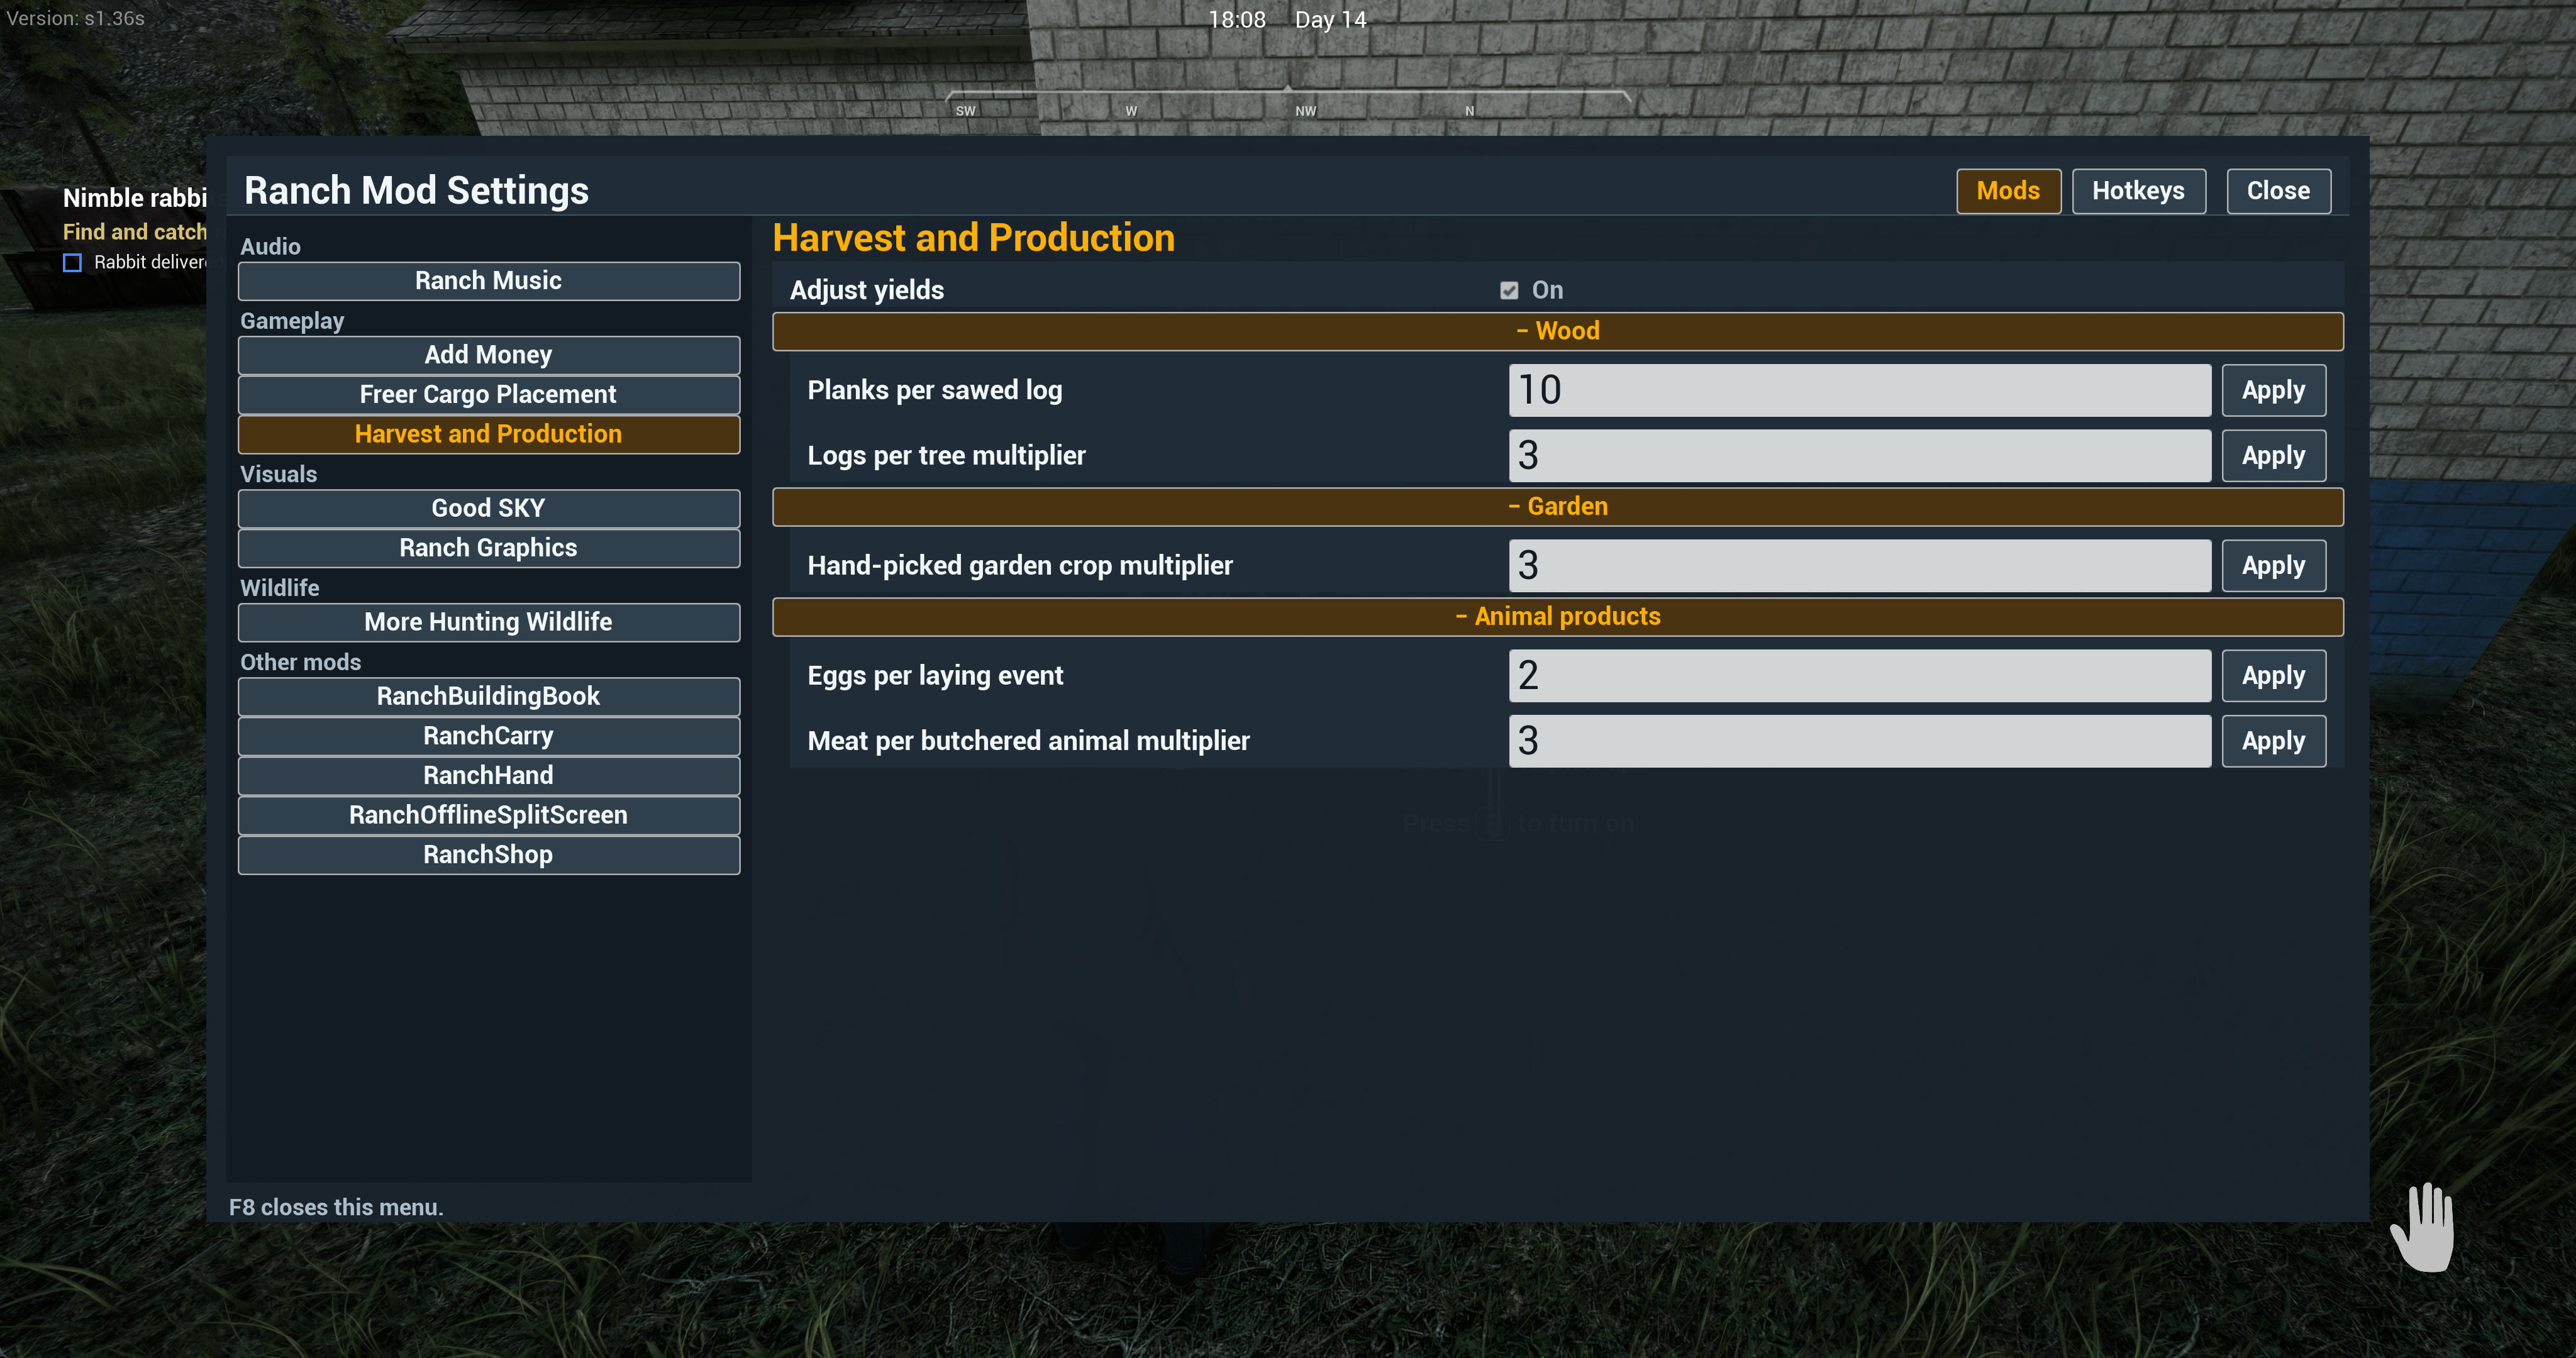 Version: s1.36s
18:08 Day 14
SW W NW N
Nimble rabbi
Find and catch
Rabbit deliver
Ranch Mod Settings
Mods
Hotkeys
Close
Audio
Ranch Music
Gameplay
Add Money
Freer Cargo Placement
Harvest and Production
Visuals
Good SKY
Ranch Graphics
Wildlife
More Hunting Wildlife
Other mods
RanchBuildingBook
RanchCarry
RanchHand
RanchOfflineSplitScreen
RanchShop
Harvest and Production
Adjust yields On
– Wood
Planks per sawed log 10 Apply
Logs per tree multiplier 3 Apply
– Garden
Hand-picked garden crop multiplier 3 Apply
– Animal products
Eggs per laying event 2 Apply
Meat per butchered animal multiplier 3 Apply
Press to turn on
F8 closes this menu.